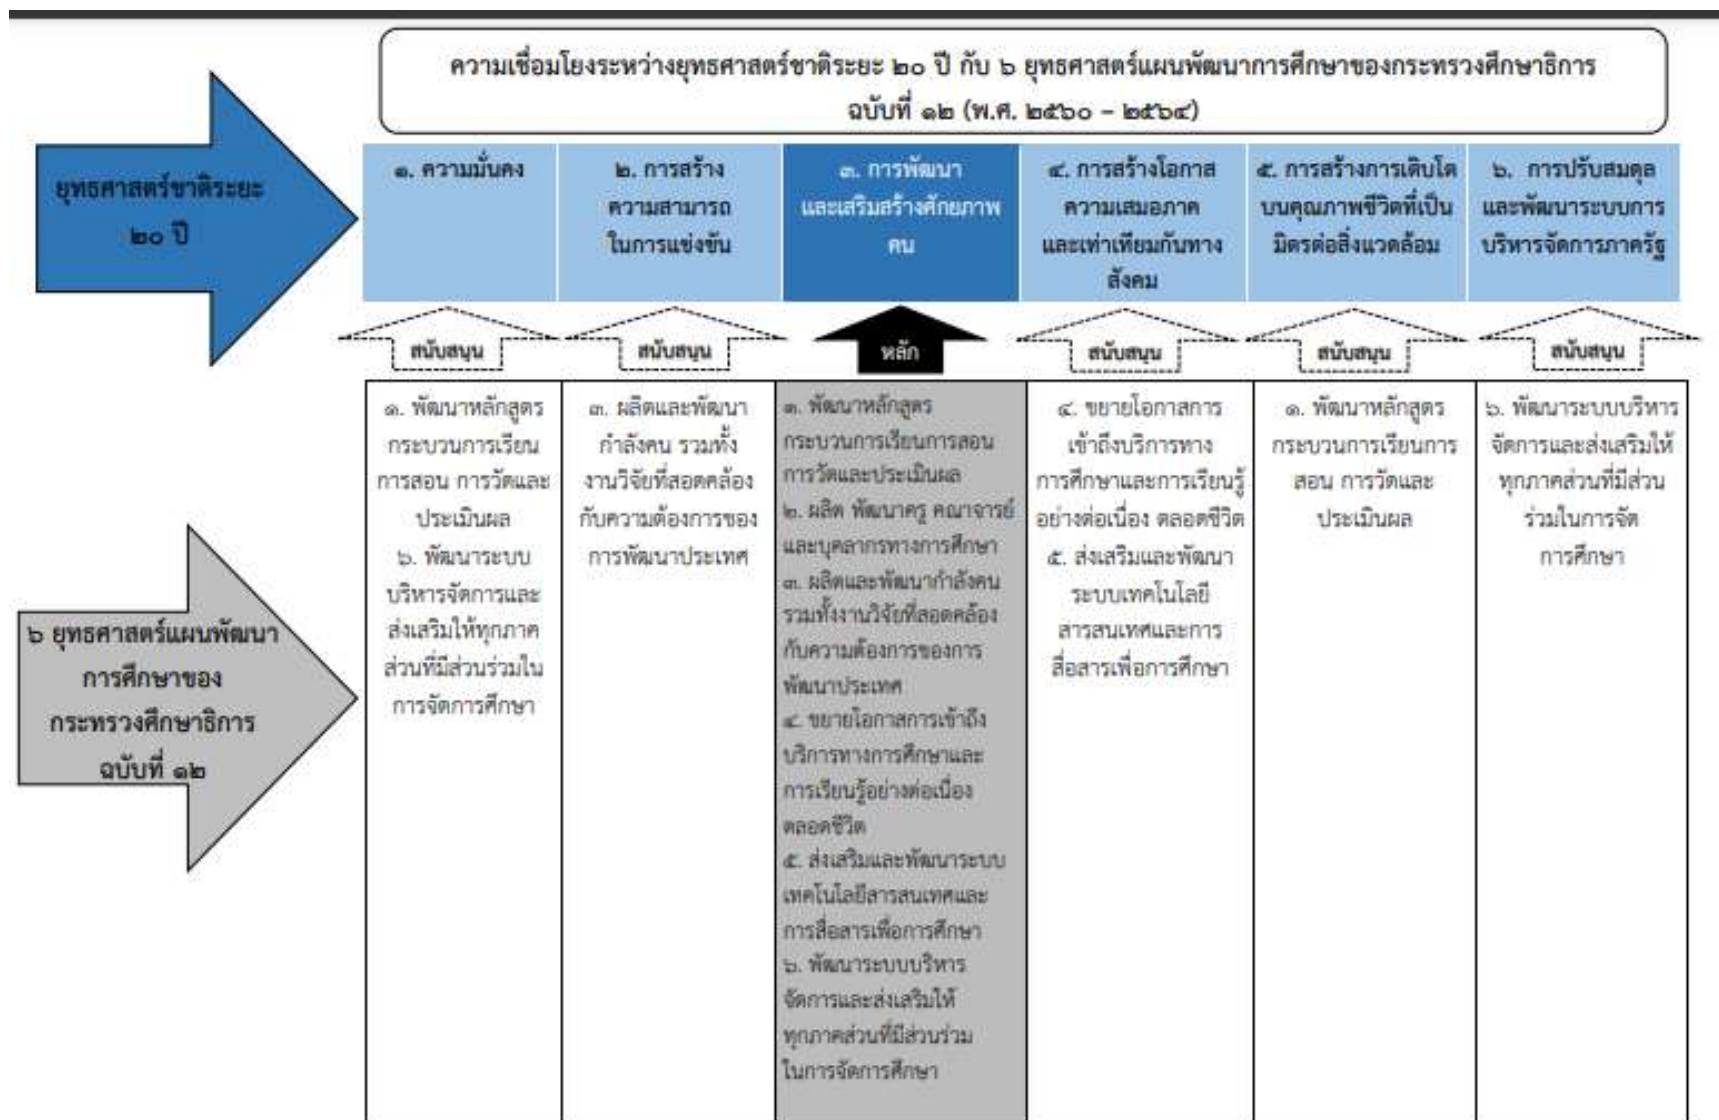 ความเชื่อมโยงระหว่างยุทธศาสตร์ชาติระยะ ๒๐ ปี กับ ๖ ยุทธศาสตร์แผนพัฒนาการศึกษาของกระทรวงศึกษาธิการ
ฉบับที่ ๑๒ (พ.ศ. ๒๕๖๐ – ๒๕๖๔)
ยุทธศาสตร์ชาติระยะ
๒๐ ปี
๑. ความมั่นคง
๒. การสร้าง
ความสามารถ
ในการแข่งขัน
๓. การพัฒนา
และเสริมสร้างศักยภาพ
คน
๔. การสร้างโอกาส
ความเสมอภาค
และเท่าเทียมกันทาง
สังคม
๕. การสร้างการเติบโต
บนคุณภาพชีวิตที่เป็น
มิตรต่อสิ่งแวดล้อม
๖. การปรับสมดุล
และพัฒนาระบบการ
บริหารจัดการภาครัฐ
สนับสนุน
สนับสนุน
หลัก
สนับสนุน
สนับสนุน
สนับสนุน
๖ ยุทธศาสตร์แผนพัฒนา
การศึกษาของ
กระทรวงศึกษาธิการ
ฉบับที่ ๑๒
๑. พัฒนาหลักสูตร
กระบวนการเรียน
การสอน การวัดและ
ประเมินผล
๖. พัฒนาระบบ
บริหารจัดการและ
ส่งเสริมให้ทุกภาค
ส่วนที่มีส่วนร่วมใน
การจัดการศึกษา
๓. ผลิตและพัฒนา
กำลังคน รวมทั้ง
งานวิจัยที่สอดคล้อง
กับความต้องการของ
การพัฒนาประเทศ
๑. พัฒนาหลักสูตร
กระบวนการเรียนการสอน
การวัดและประเมินผล
๒. ผลิต พัฒนาครู คณาจารย์
และบุคลากรทางการศึกษา
๓. ผลิตและพัฒนากำลังคน
รวมทั้งงานวิจัยที่สอดคล้อง
กับความต้องการของการ
พัฒนาประเทศ
๔. ขยายโอกาสการเข้าถึง
บริการทางการศึกษาและ
การเรียนรู้อย่างต่อเนื่อง
ตลอดชีวิต
๕. ส่งเสริมและพัฒนาระบบ
เทคโนโลยีสารสนเทศและ
การสื่อสารเพื่อการศึกษา
๖. พัฒนาระบบบริหาร
จัดการและส่งเสริมให้
ทุกภาคส่วนที่มีส่วนร่วม
ในการจัดการศึกษา
๔. ขยายโอกาสการ
เข้าถึงบริการทาง
การศึกษาและการเรียนรู้
อย่างต่อเนื่อง ตลอดชีวิต
๕. ส่งเสริมและพัฒนา
ระบบเทคโนโลยี
สารสนเทศและการ
สื่อสารเพื่อการศึกษา
๑. พัฒนาหลักสูตร
กระบวนการเรียนการ
สอน การวัดและ
ประเมินผล
๖. พัฒนาระบบบริหาร
จัดการและส่งเสริมให้
ทุกภาคส่วนที่มีส่วน
ร่วมในการจัด
การศึกษา